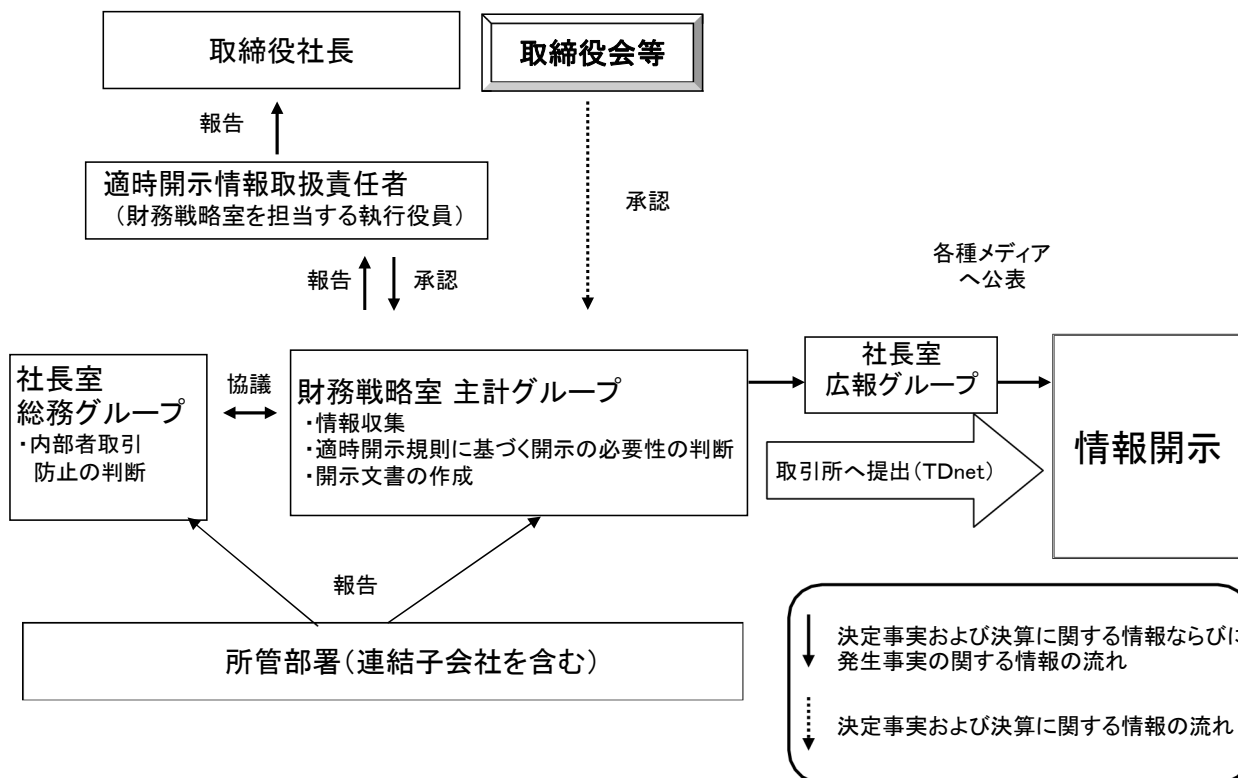 取締役社長
取締役会等
報告
適時開示情報取扱責任者
（財務戦略室を担当する執行役員）
承認
報告
承認
各種メディア
へ公表
社長室
総務グループ
・内部者取引
防止の判断
協議
財務戦略室 主計グループ
・情報収集
・適時開示規則に基づく開示の必要性の判断
・開示文書の作成
社長室
広報グループ
取引所へ提出（TDnet）
情報開示
報告
所管部署（連結子会社を含む）
決定事実および決算に関する情報ならびに
発生事実の関する情報の流れ
決定事実および決算に関する情報の流れ